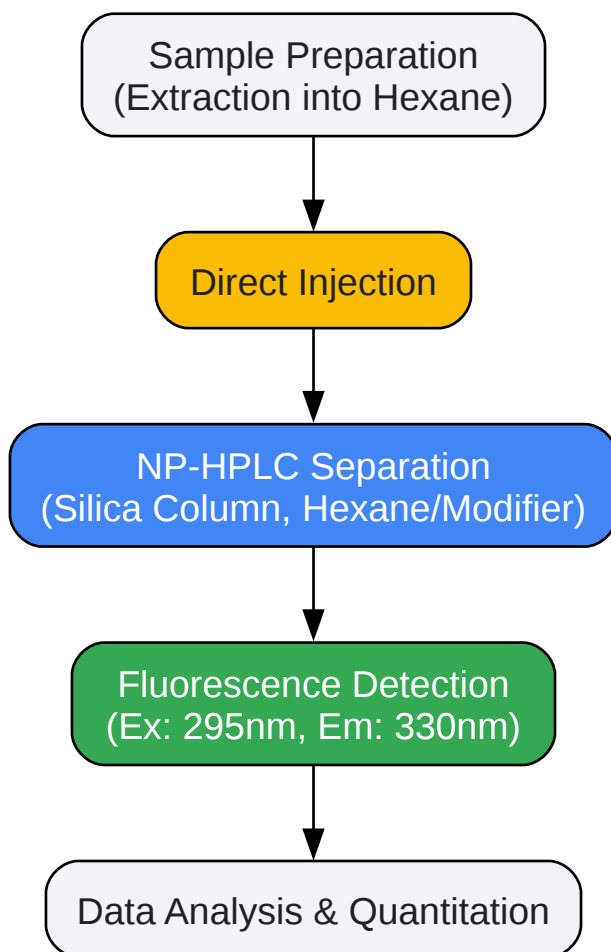 Sample Preparation
(Extraction into Hexane)
Direct Injection
NP-HPLC Separation
(Silica Column, Hexane/Modifier)
Fluorescence Detection
(Ex: 295nm, Em: 330nm)
Data Analysis & Quantitation